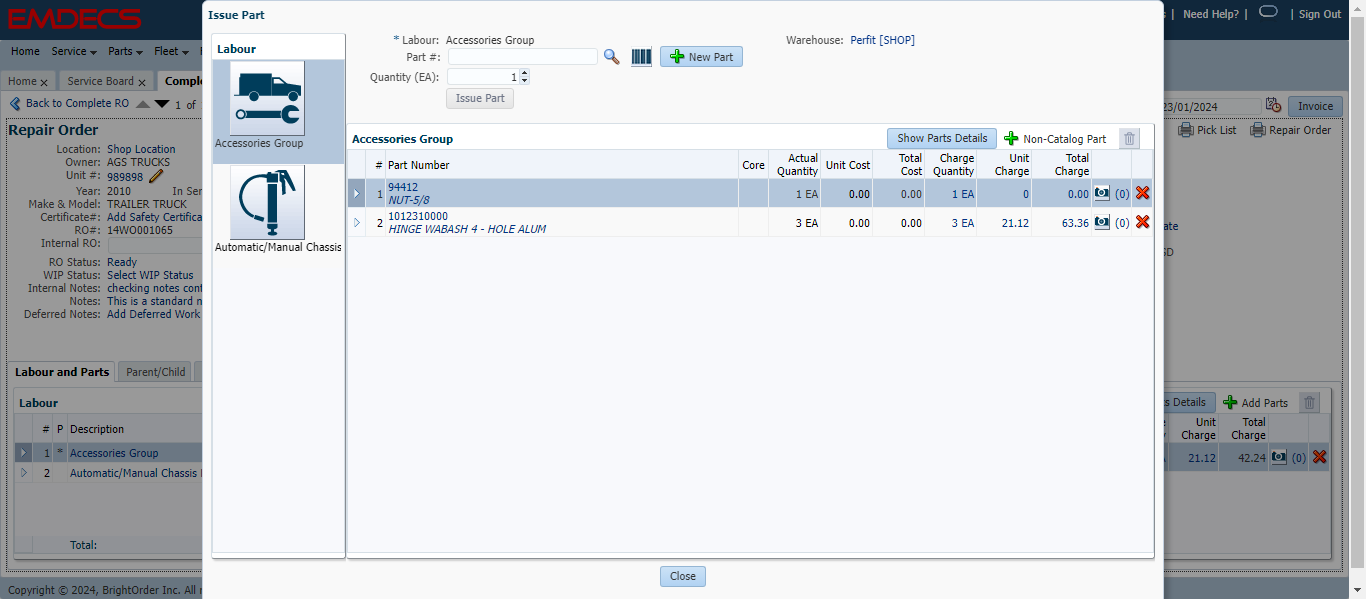 EMDECS
Need Help? | | Sign Out
Home Service Parts Fleet
Home x Service Board x Comple
Back to Complete RO 1 of
23/01/2024 Invoice
Pick List Repair Order
Repair Order
Location: Shop Location
Owner: AGS TRUCKS
Unit #: 989898
Year: 2010 In Ser
Make & Model: TRAILER TRUCK
Certificate#: Add Safety Certifica
RO#: 14WO001065
Internal RO:
RO Status: Ready
WIP Status: Select WIP Status
Internal Notes: checking notes cont
Notes: This is a standard n
Deferred Notes: Add Deferred Work
Labour and Parts Parent/Child
Labour
# P Description
1 * Accessories Group
2 Automatic/Manual Chassis
Total:
Copyright © 2024, BrightOrder Inc. All
Issue Part
Labour
Accessories Group
Automatic/Manual Chassis
* Labour: Accessories Group
Warehouse: Perfit [SHOP]
Part #: New Part
Quantity (EA): 1
Issue Part
Accessories Group Show Parts Details Non-Catalog Part
# Part Number Core Actual Quantity Unit Cost Total Cost Charge Quantity Unit Charge Total Charge
1 94412 1 EA 0.00 0.00 1 EA 0 0.00 (0)
NUT-5/8
2 1012310000 3 EA 0.00 0.00 3 EA 21.12 63.36 (0)
HINGE WABASH 4 - HOLE ALUM
Close
ate
SD
s Details Add Parts
Unit Charge Total Charge
21.12 42.24 (0)